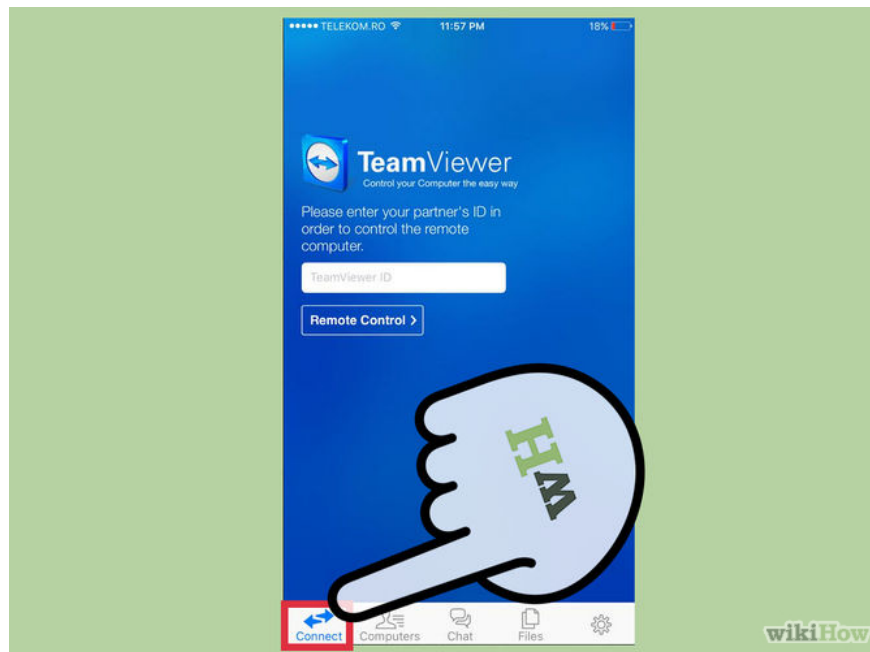 TELEKOM.RO 11:57 PM 18%
TeamViewer
Control your Computer the easy way
Please enter your partner's ID in
order to control the remote
computer.
TeamViewer ID
Remote Control >
HW
Connect Computers Chat Files
wikiHow